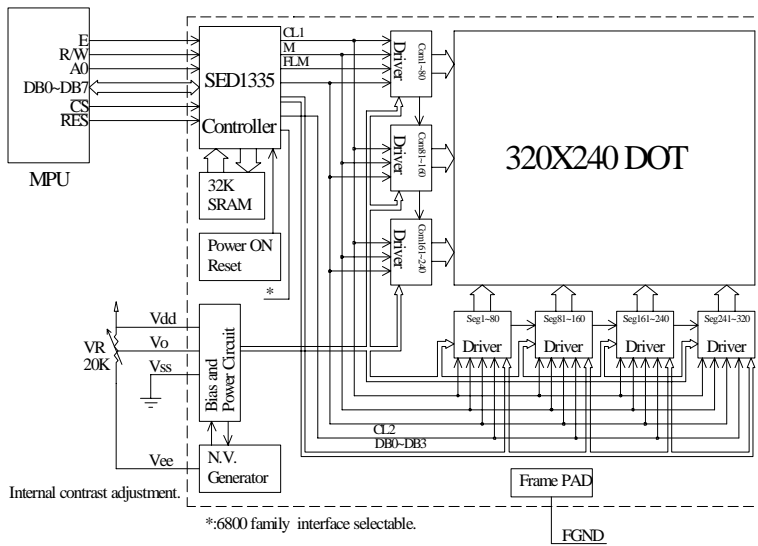 E
R/W
A0
DB0~DB7
CS
RES
MPU
SED1335
Controller
32K
SRAM
Power ON
Reset
*
CL1
M
FLM
Driver
Com1~80
Driver
Com81~160
Driver
Com161~240
320X240 DOT
Seg1~80
Driver
Seg81~160
Driver
Seg161~240
Driver
Seg241~320
Driver
Vdd
Vo
Vss
Vee
VR
20K
Bias and
Power Circuit
N.V.
Generator
CL2
DB0~DB3
Internal contrast adjustment.
Frame PAD
FGND
*:6800 family interface selectable.